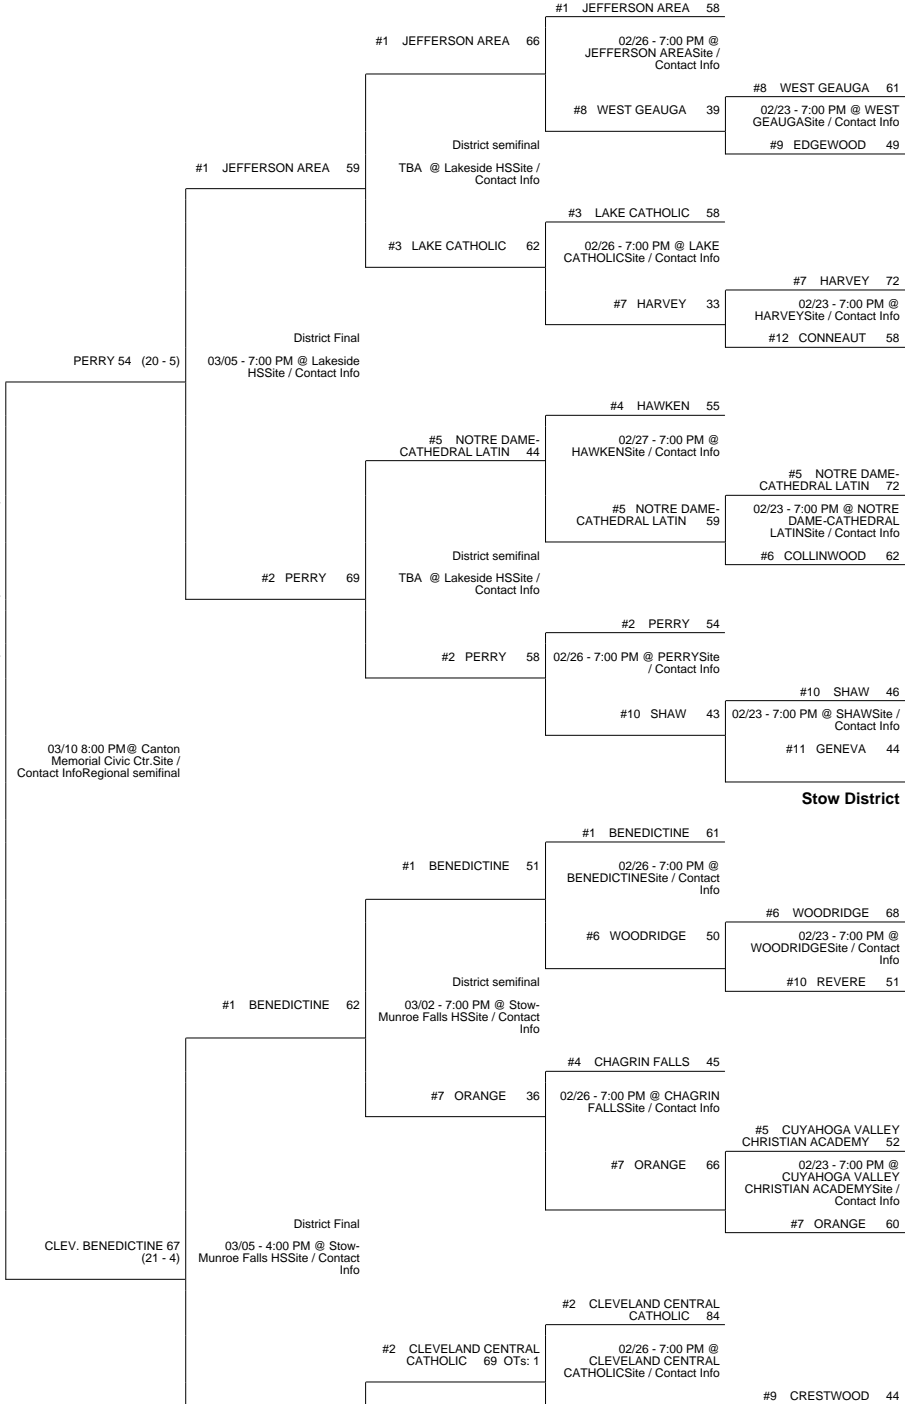 #1 JEFFERSON AREA 58
#1 JEFFERSON AREA 66
02/26 - 7:00 PM @
JEFFERSON AREASite /
Contact Info
#8 WEST GEAUGA 61
#8 WEST GEAUGA 39
02/23 - 7:00 PM @ WEST
GEAUGASite / Contact Info
District semifinal
#9 EDGEWOOD 49
#1 JEFFERSON AREA 59
TBA @ Lakeside HSSite /
Contact Info
#3 LAKE CATHOLIC 58
#3 LAKE CATHOLIC 62
02/26 - 7:00 PM @ LAKE
CATHOLICSite / Contact Info
#7 HARVEY 72
#7 HARVEY 33
02/23 - 7:00 PM @
HARVEYSite / Contact Info
District Final
#12 CONNEAUT 58
PERRY 54 (20 - 5)
03/05 - 7:00 PM @ Lakeside
HSSite / Contact Info
#4 HAWKEN 55
#5 NOTRE DAME-
CATHEDRAL LATIN 44
02/27 - 7:00 PM @
HAWKENSite / Contact Info
#5 NOTRE DAME-
CATHEDRAL LATIN 72
#5 NOTRE DAME-
CATHEDRAL LATIN 59
02/23 - 7:00 PM @ NOTRE
DAME-CATHEDRAL
LATINSite / Contact Info
District semifinal
#6 COLLINWOOD 62
#2 PERRY 69
TBA @ Lakeside HSSite /
Contact Info
#2 PERRY 54
#2 PERRY 58
02/26 - 7:00 PM @ PERRYSite
/ Contact Info
#10 SHAW 46
#10 SHAW 43
02/23 - 7:00 PM @ SHAWSite /
Contact Info
#11 GENEVA 44
03/10 8:00 PM@ Canton
Memorial Civic Ctr.Site /
Contact InfoRegional semifinal
Stow District
#1 BENEDICTINE 61
#1 BENEDICTINE 51
02/26 - 7:00 PM @
BENEDICTINESite / Contact
Info
#6 WOODRIDGE 68
#6 WOODRIDGE 50
02/23 - 7:00 PM @
WOODRIDGESite / Contact
Info
District semifinal
#10 REVERE 51
#1 BENEDICTINE 62
03/02 - 7:00 PM @ Stow-
Munroe Falls HSSite / Contact
Info
#4 CHAGRIN FALLS 45
#7 ORANGE 36
02/26 - 7:00 PM @ CHAGRIN
FALLSSite / Contact Info
#5 CUYAHOGA VALLEY
CHRISTIAN ACADEMY 52
#7 ORANGE 66
02/23 - 7:00 PM @
CUYAHOGA VALLEY
CHRISTIAN ACADEMYSite /
Contact Info
District Final
#7 ORANGE 60
CLEV. BENEDICTINE 67
(21 - 4)
03/05 - 4:00 PM @ Stow-
Munroe Falls HSSite / Contact
Info
#2 CLEVELAND CENTRAL
CATHOLIC 84
#2 CLEVELAND CENTRAL
CATHOLIC 69 OTs: 1
02/26 - 7:00 PM @
CLEVELAND CENTRAL
CATHOLICSite / Contact Info
#9 CRESTWOOD 44